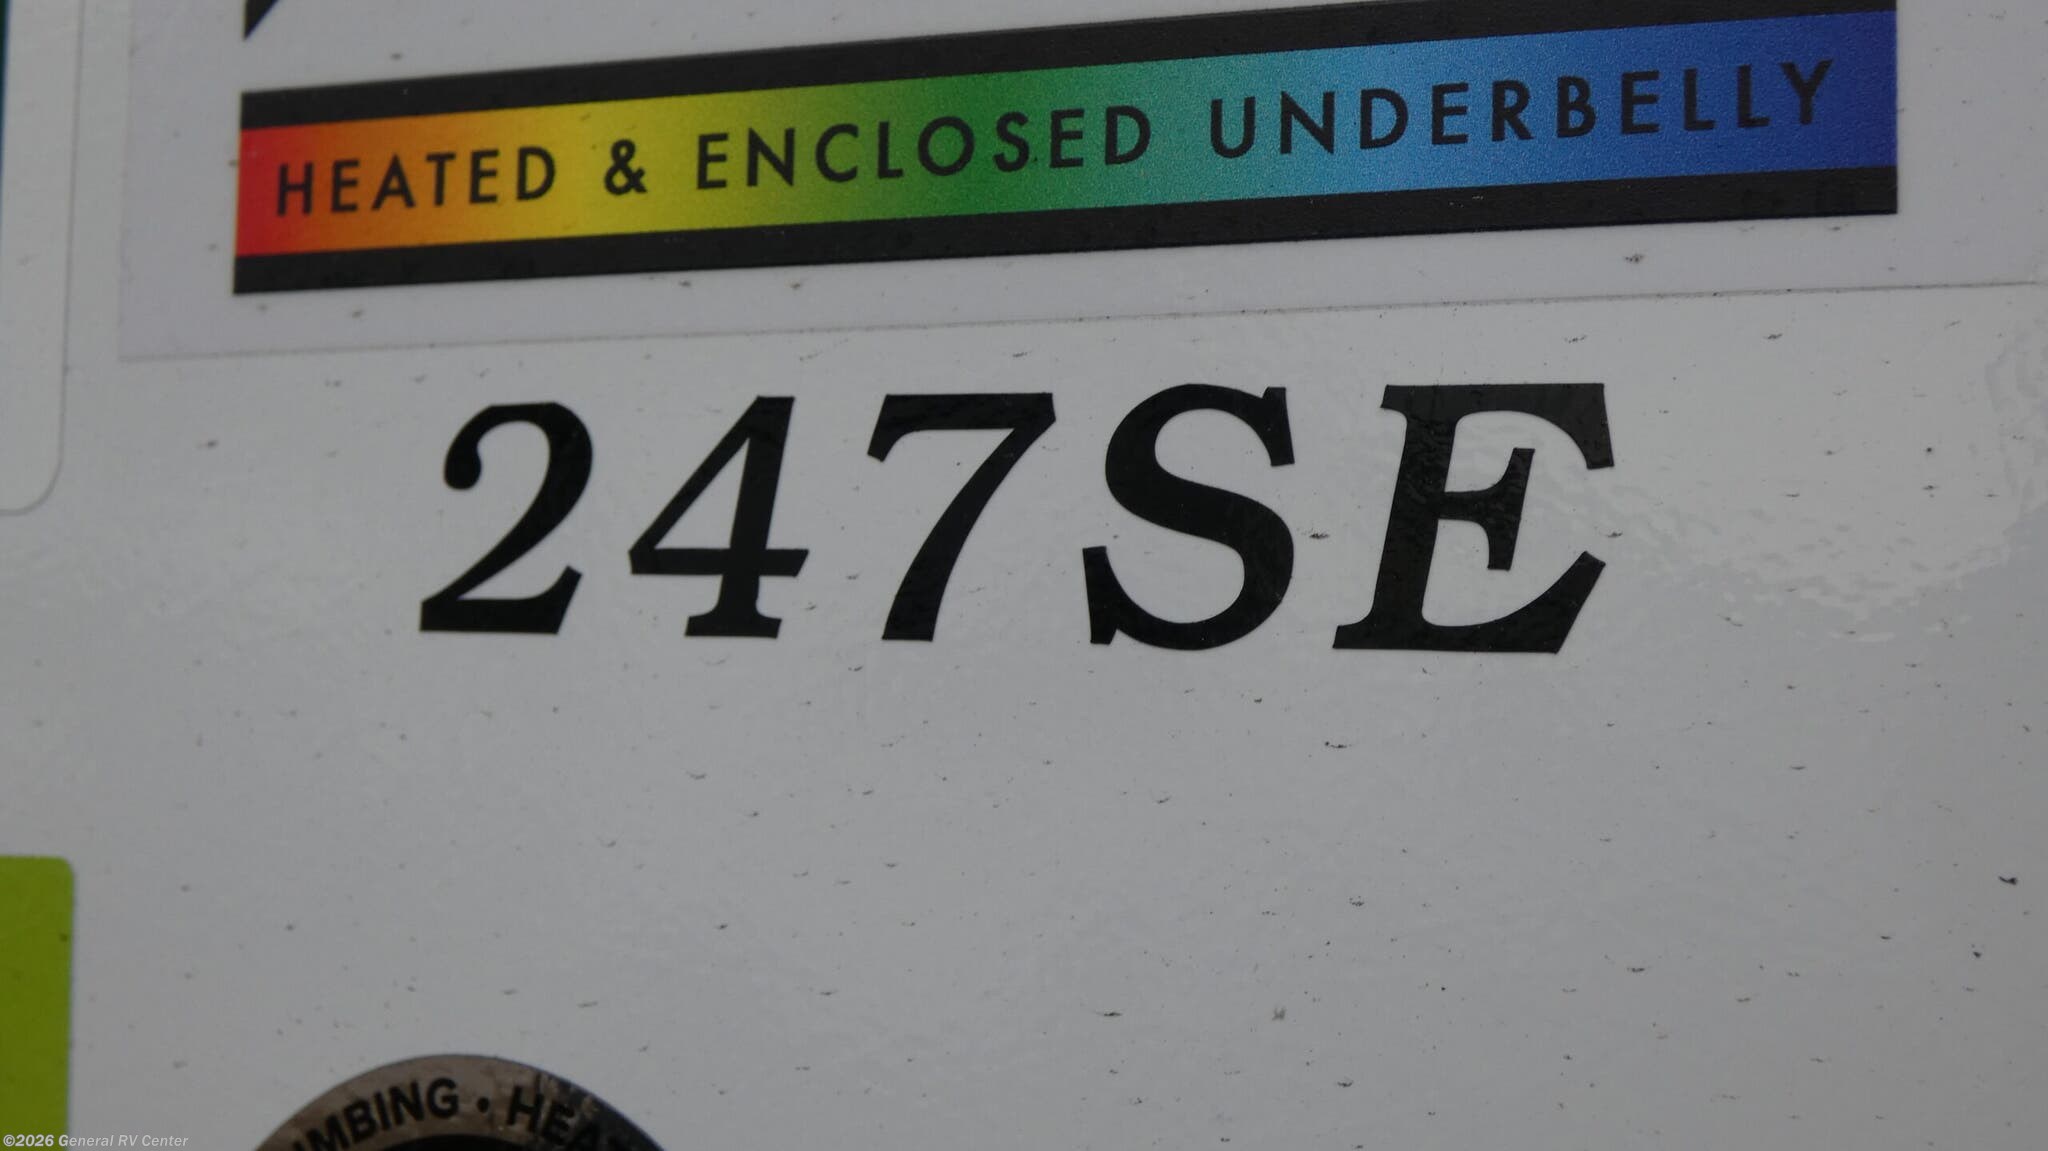 HEATED & ENCLOSED UNDERBELLY
247SE
©2026 General RV Center